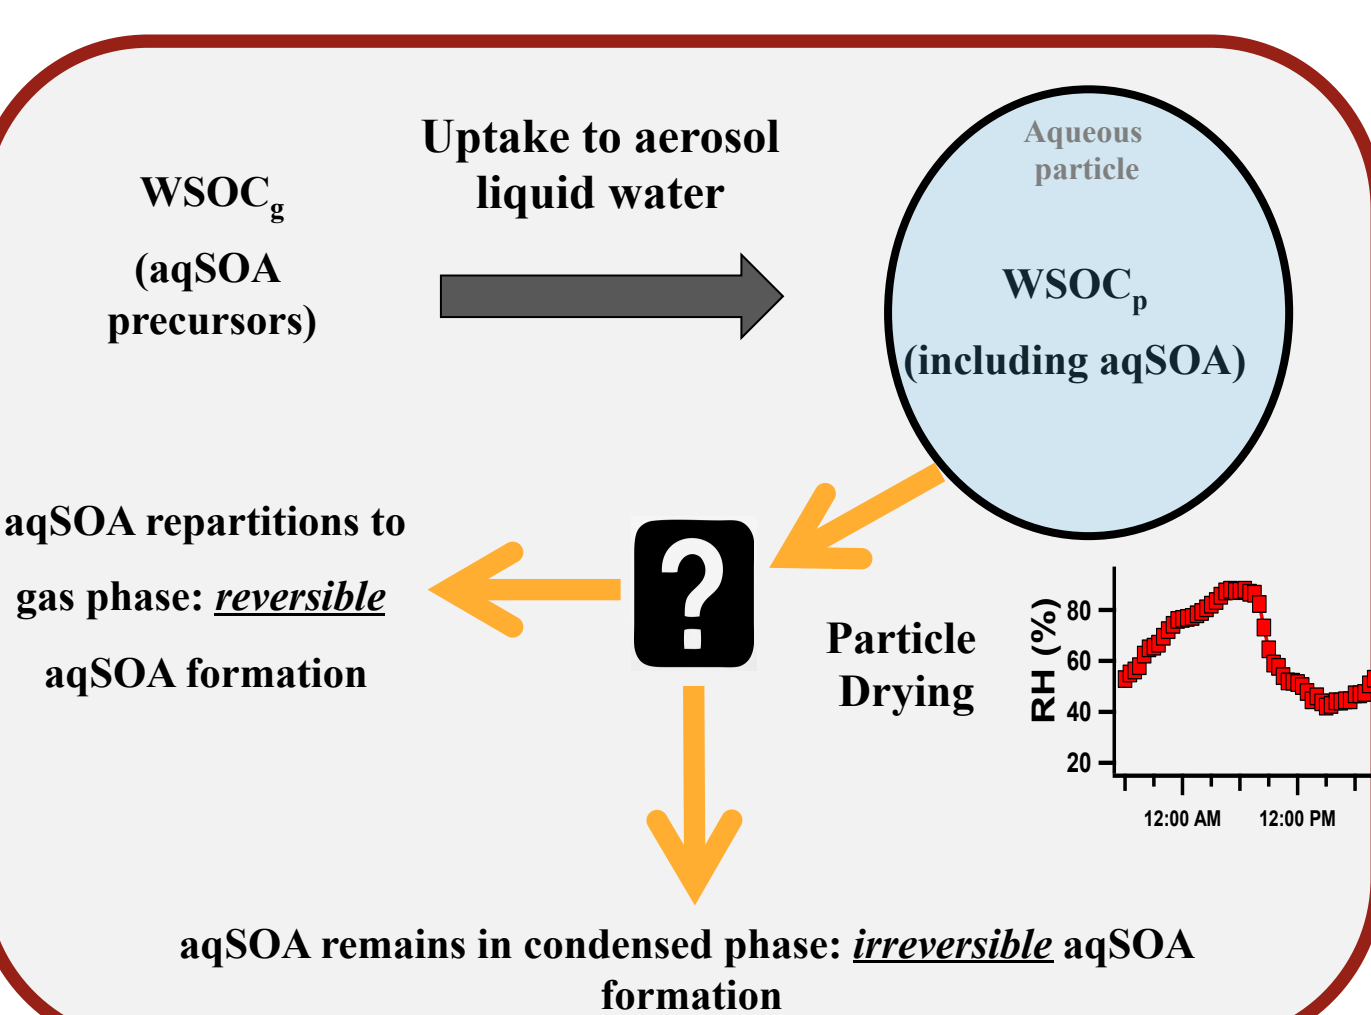 Uptake to aerosol
liquid water
WSOCg
(aqSOA
precursors)
Aqueous
particle
WSOCp
(including aqSOA)
aqSOA repartitions to
gas phase: reversible
aqSOA formation
?
Particle
Drying
RH (%)
80
60
40
20
12:00 AM
12:00 PM
aqSOA remains in condensed phase: irreversible aqSOA
formation